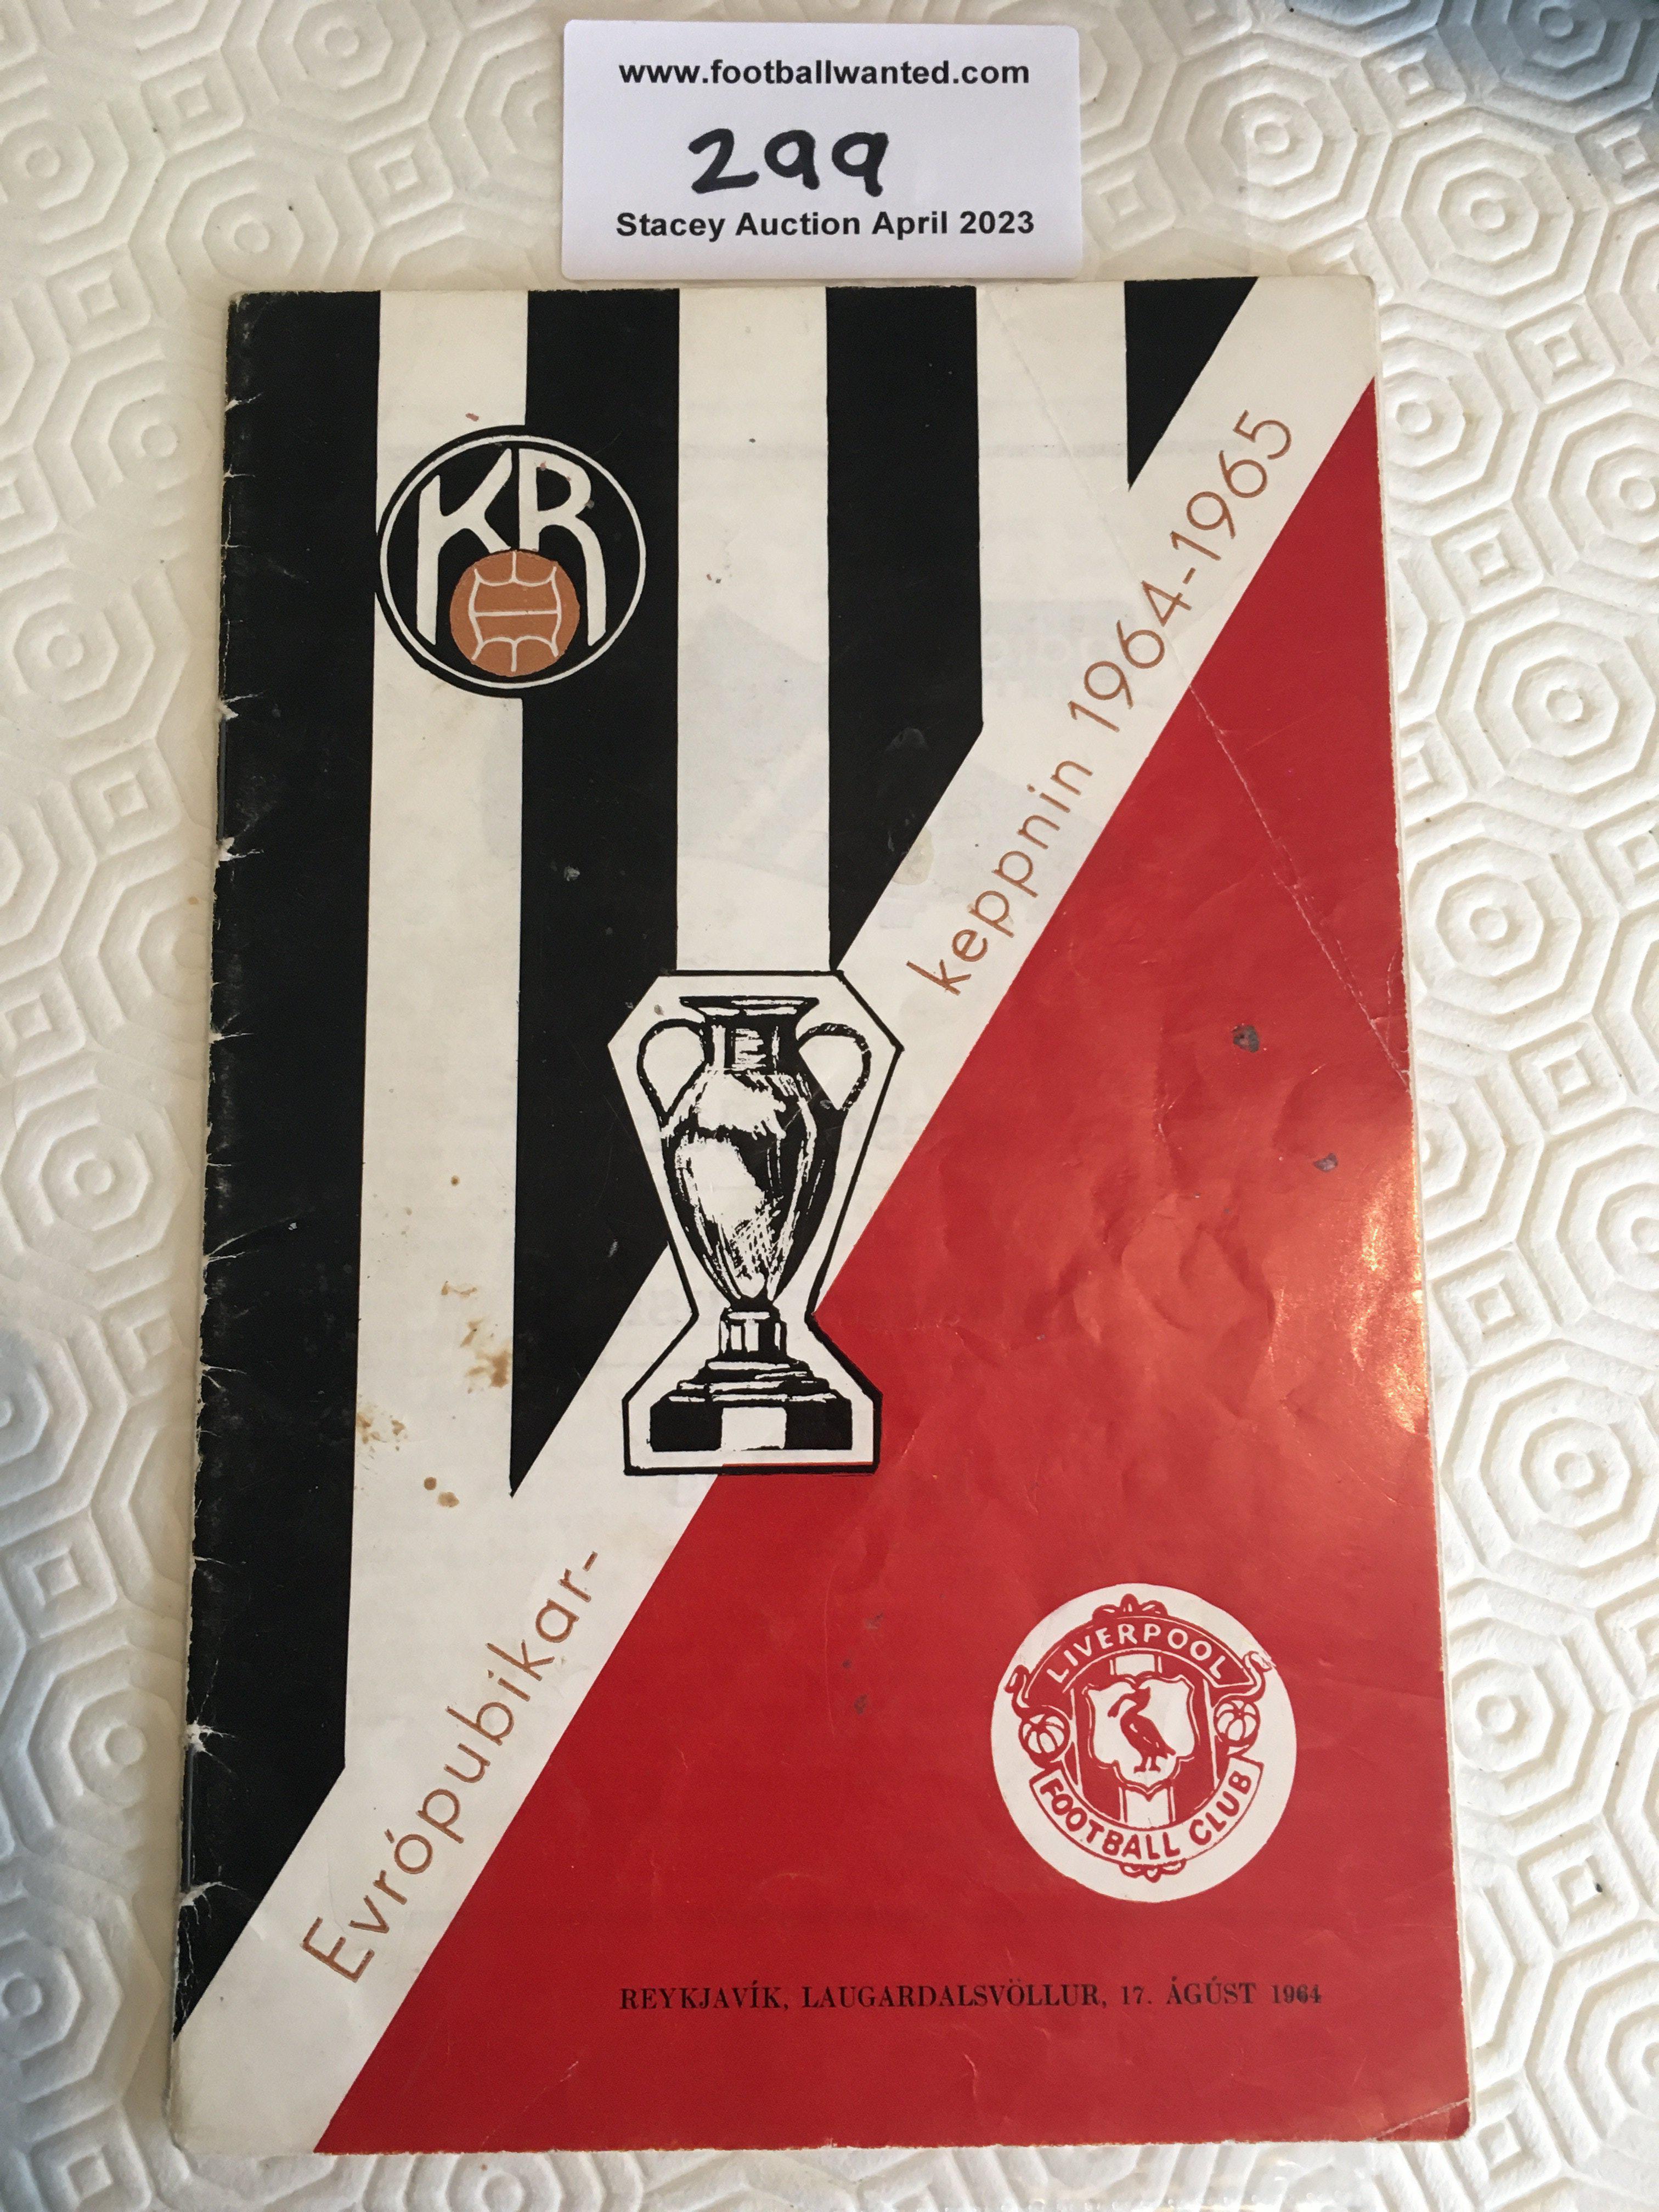 www.footballwanted.com
299
Stacey Auction April 2023
KR
Evrópubikar-
keppnin 1964-1965
LIVERPOOL
FOOTBALL CLUB
REYKJAVÍK, LAUGARDALSVÖLLUR, 17. ÁGÚST 1964